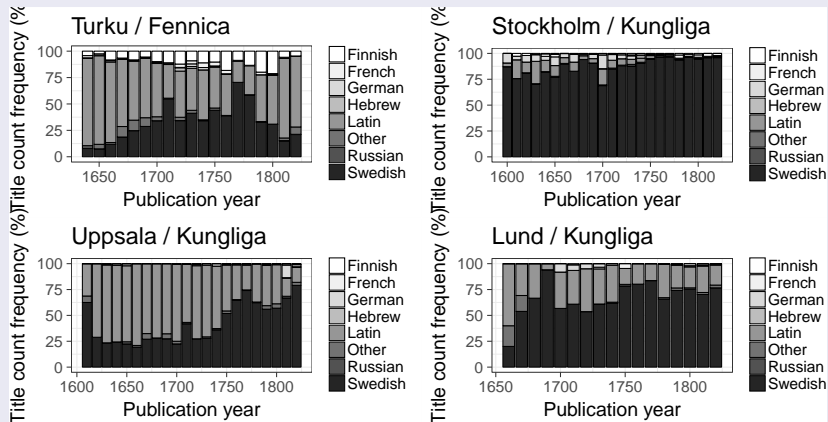 Turku / Fennica
Title count frequency (%
100
75
50
25
0
1650
1700
1750
1800
Publication year
Finnish
French
German
Hebrew
Latin
Other
Russian
Swedish
Stockholm / Kungliga
Title count frequency (%
100
75
50
25
0
1600
1650
1700
1750
1800
Publication year
Finnish
French
German
Hebrew
Latin
Other
Russian
Swedish
Uppsala / Kungliga
Title count frequency (%)
100
75
50
25
0
1600
1650
1700
1750
1800
Publication year
Finnish
French
German
Hebrew
Latin
Other
Russian
Swedish
Lund / Kungliga
Title count frequency (%)
100
75
50
25
0
1650
1700
1750
1800
Publication year
Finnish
French
German
Hebrew
Latin
Other
Russian
Swedish